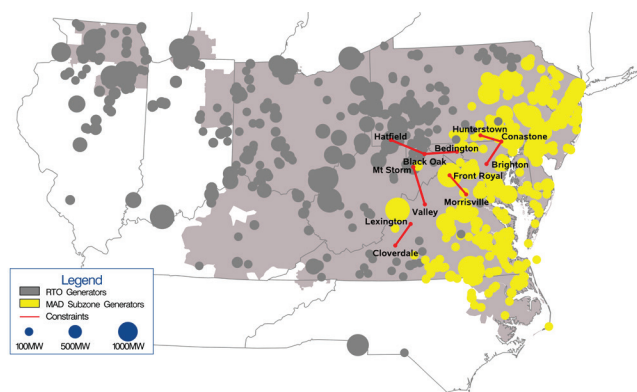 Hunterstown
Hatfield
Conastone
Bedington
Black Oak
Mt Storm
Brighton
Front Royal
Morrisville
Valley
Lexington
Cloverdale
Legend
RTO Generators
MAD Subzone Generators
Constraints
100MW 500MW 1000MW